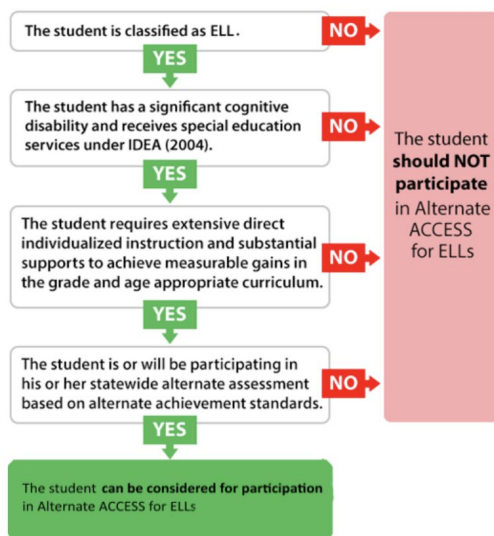 The student is classified as ELL.
NO
YES
The student has a significant cognitive
disability and receives special education
services under IDEA (2004).
NO
YES
The student requires extensive direct
individualized instruction and substantial
supports to achieve measurable gains in
the grade and age appropriate curriculum.
NO
YES
The student is or will be participating in
his or her statewide alternate assessment
based on alternate achievement standards.
NO
YES
The student can be considered for participation
in Alternate ACCESS for ELLs
The student
should NOT
participate
in Alternate
ACCESS
for ELLs